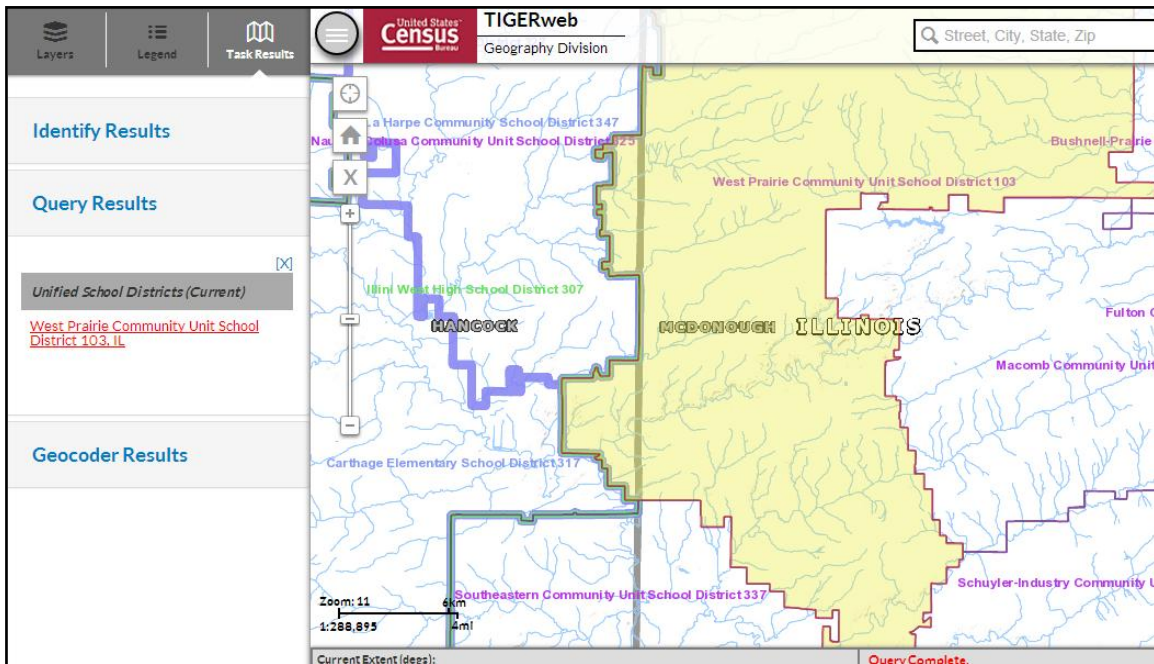 Layers
Legend
Task Results
United States™
Census
Bureau
TIGERweb
Geography Division
Street, City, State, Zip
Identify Results
Query Results
[X]
Unified School Districts (Current)
West Prairie Community Unit School
District 103, IL
Geocoder Results
X
La Harpe Community School District 347
Colusa Community Unit School District 325
Bushnell-Prairie
West Prairie Community Unit School District 103
Illini West High School District 307
HANCOCK
MCDONOUGH
ILLINOIS
Fulton
Macomb Community Unit
Carthage Elementary School District 317
Schuyler-Industry Community
Southeastern Community Unit School District 337
Zoom: 11
6km
1:288,895
4mi
Current Extent (degs):
Query Complete.